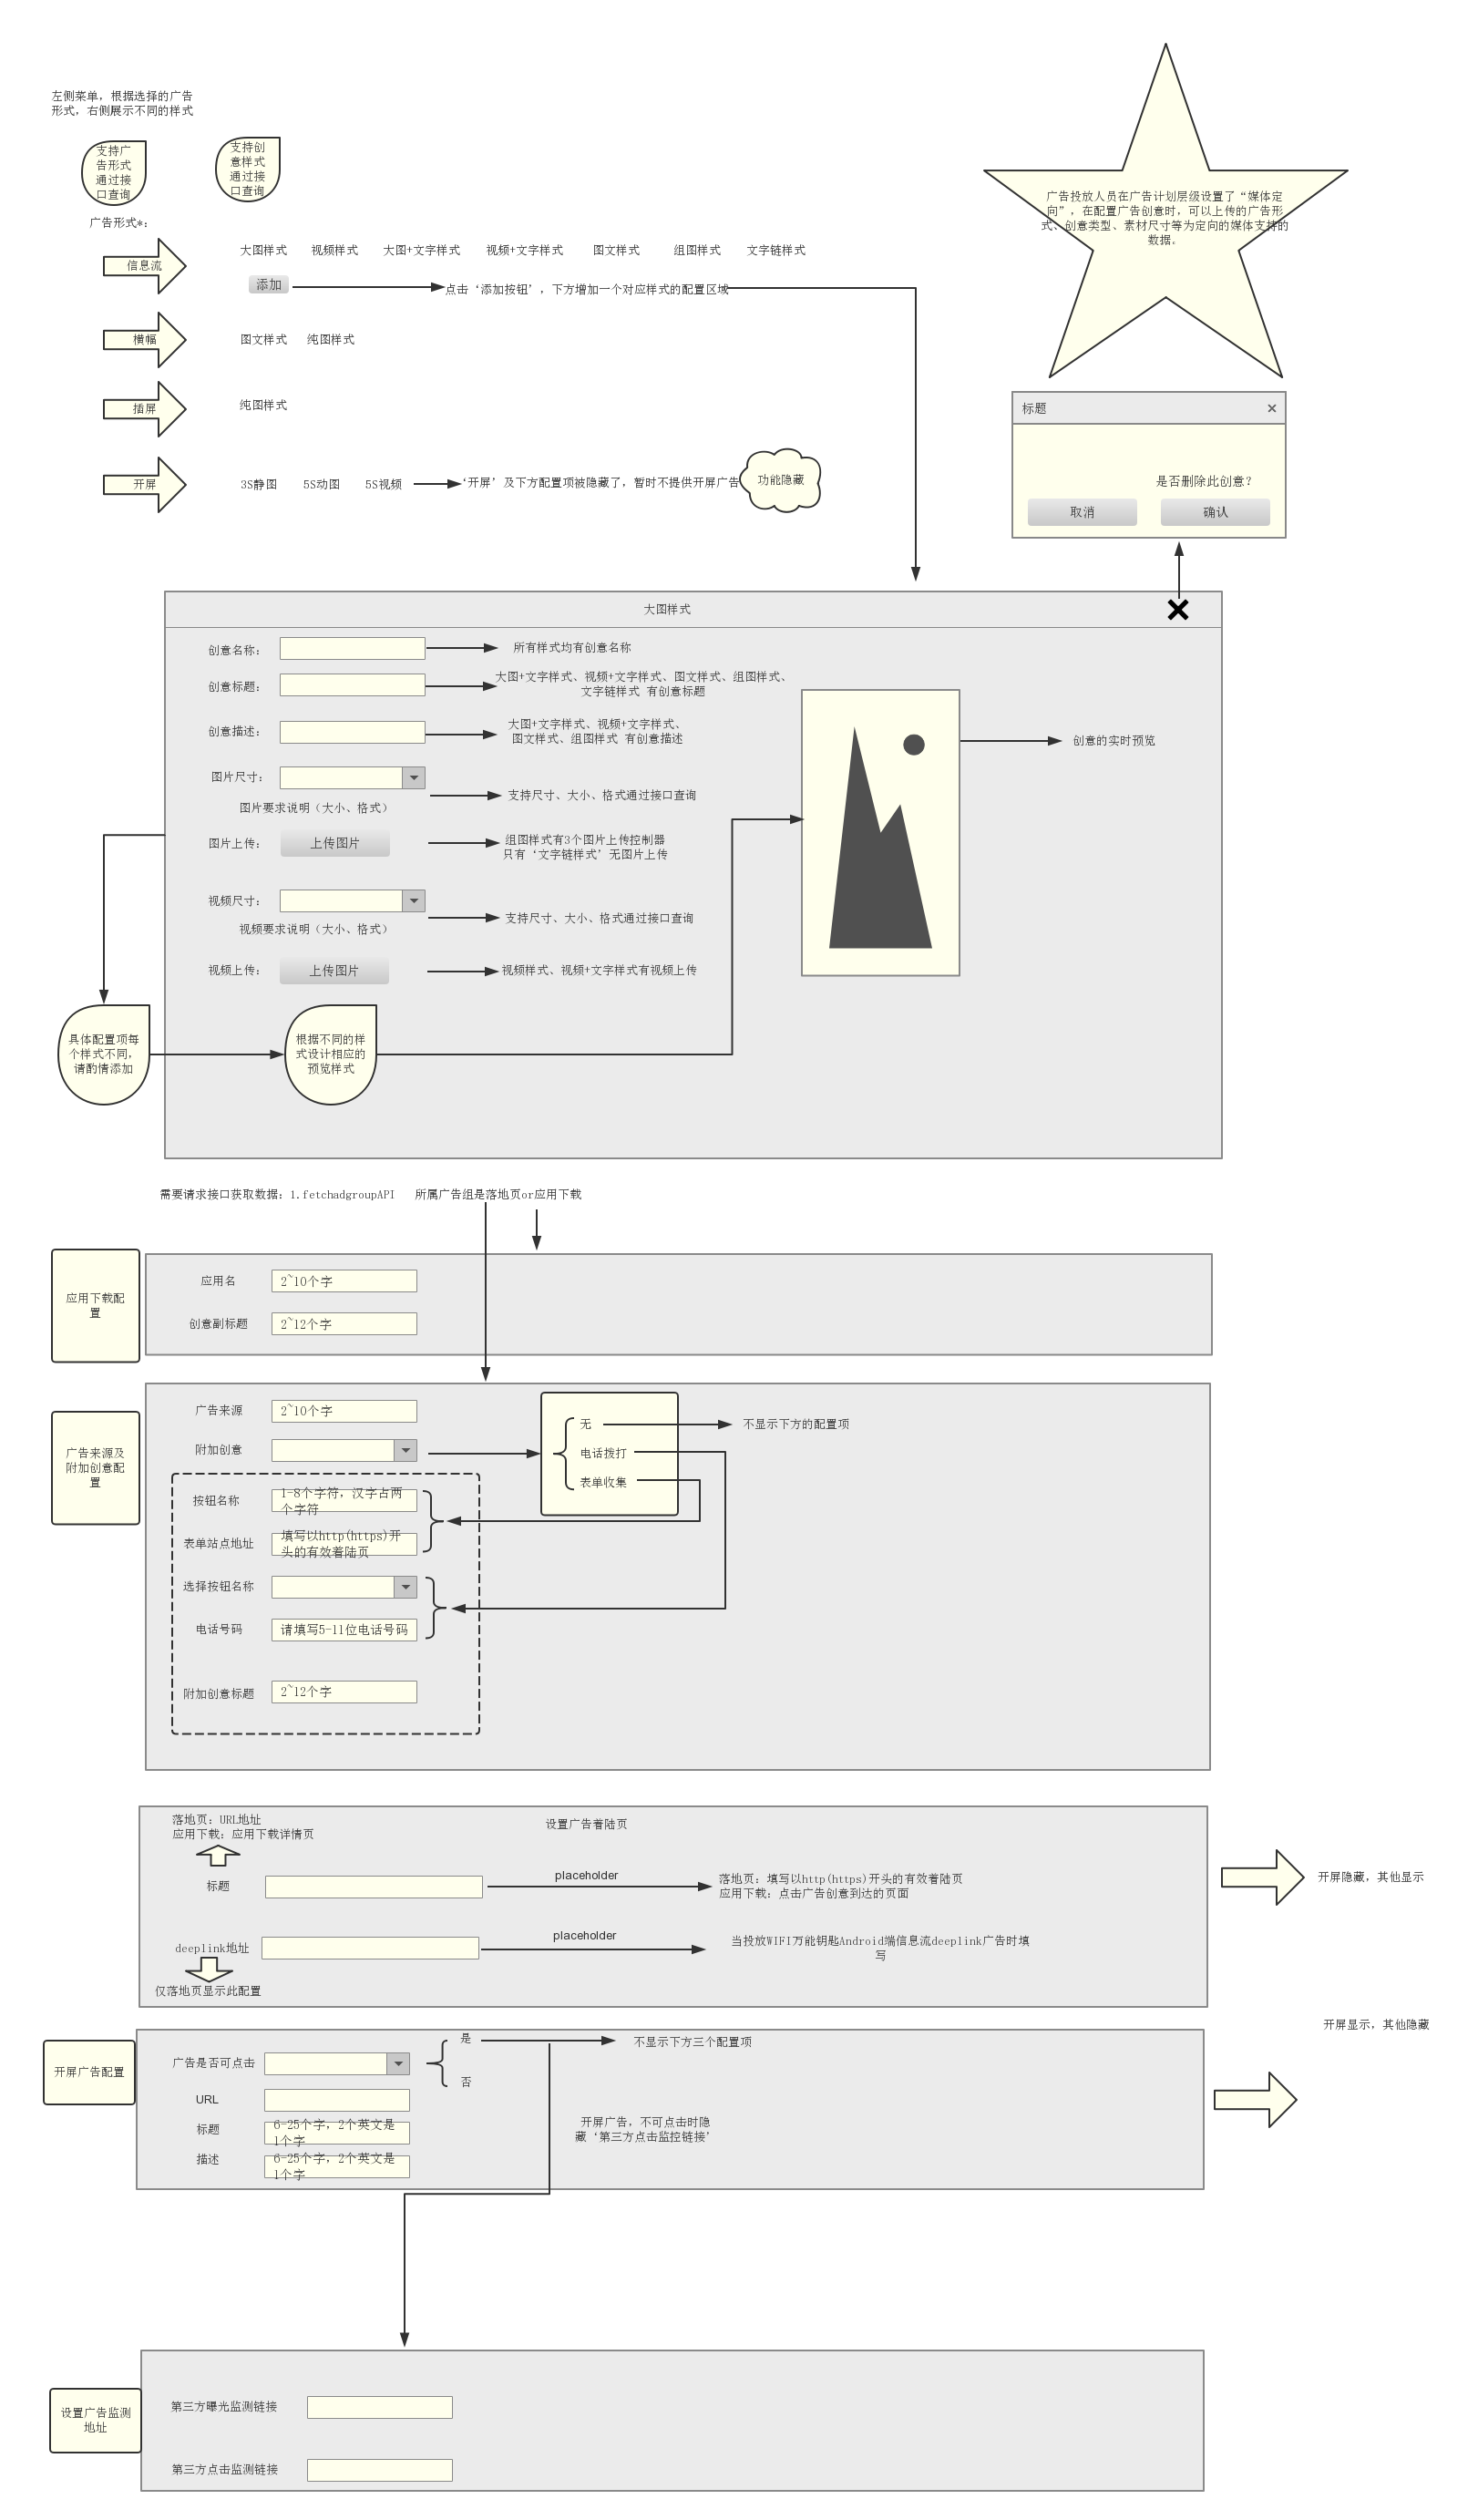 左侧菜单，根据选择的广告
形式，右侧展示不同的样式
支持广
告形式
通过接
口查询
支持创
意样式
通过接
口查询
广告形式*：
信息流
大图样式 视频样式 大图+文字样式 视频+文字样式 图文样式 组图样式 文字链样式
添加
点击‘添加按钮’，下方增加一个对应样式的配置区域
横幅
图文样式 纯图样式
插屏
纯图样式
开屏
3S静图 5S动图 5S视频
‘开屏’及下方配置项被隐藏了，暂时不提供开屏广告
功能隐藏
广告投放人员在广告计划层级设置了“媒体定
向”，在配置广告创意时，可以上传的广告形
式、创意类型、素材尺寸等为定向的媒体支持的
数据.
标题
是否删除此创意？
取消
确认
大图样式
创意名称：
所有样式均有创意名称
创意标题：
大图+文字样式、视频+文字样式、图文样式、组图样式、
文字链样式 有创意标题
创意描述：
大图+文字样式、视频+文字样式、
图文样式、组图样式 有创意描述
创意的实时预览
图片尺寸：
图片要求说明（大小、格式）
支持尺寸、大小、格式通过接口查询
图片上传：
上传图片
组图样式有3个图片上传控制器
只有‘文字链样式’无图片上传
视频尺寸：
视频要求说明（大小、格式）
支持尺寸、大小、格式通过接口查询
视频上传：
上传图片
视频样式、视频+文字样式有视频上传
具体配置项每
个样式不同，
请酌情添加
根据不同的样
式设计相应的
预览样式
需要请求接口获取数据：1.fetchadgroupAPI 所属广告组是落地页or应用下载
应用下载配
置
应用名
2~10个字
创意副标题
2~12个字
广告来源及
附加创意配
置
广告来源
2~10个字
附加创意
无
电话拨打
表单收集
不显示下方的配置项
按钮名称
1-8个字符，汉字占两
个字符
表单站点地址
填写以http(https)开
头的有效着陆页
选择按钮名称
电话号码
请填写5-11位电话号码
附加创意标题
2~12个字
落地页：URL地址
应用下载：应用下载详情页
设置广告着陆页
标题
placeholder
落地页：填写以http(https)开头的有效着陆页
应用下载：点击广告创意到达的页面
开屏隐藏，其他显示
deeplink地址
placeholder
当投放WIFI万能钥匙Android端信息流deeplink广告时填
写
仅落地页显示此配置
开屏显示，其他隐藏
开屏广告配置
广告是否可点击
是
否
不显示下方三个配置项
URL
标题
6-25个字，2个英文是
1个字
描述
6-25个字，2个英文是
1个字
开屏广告，不可点击时隐
藏‘第三方点击监控链接’
设置广告监测
地址
第三方曝光监测链接
第三方点击监测链接